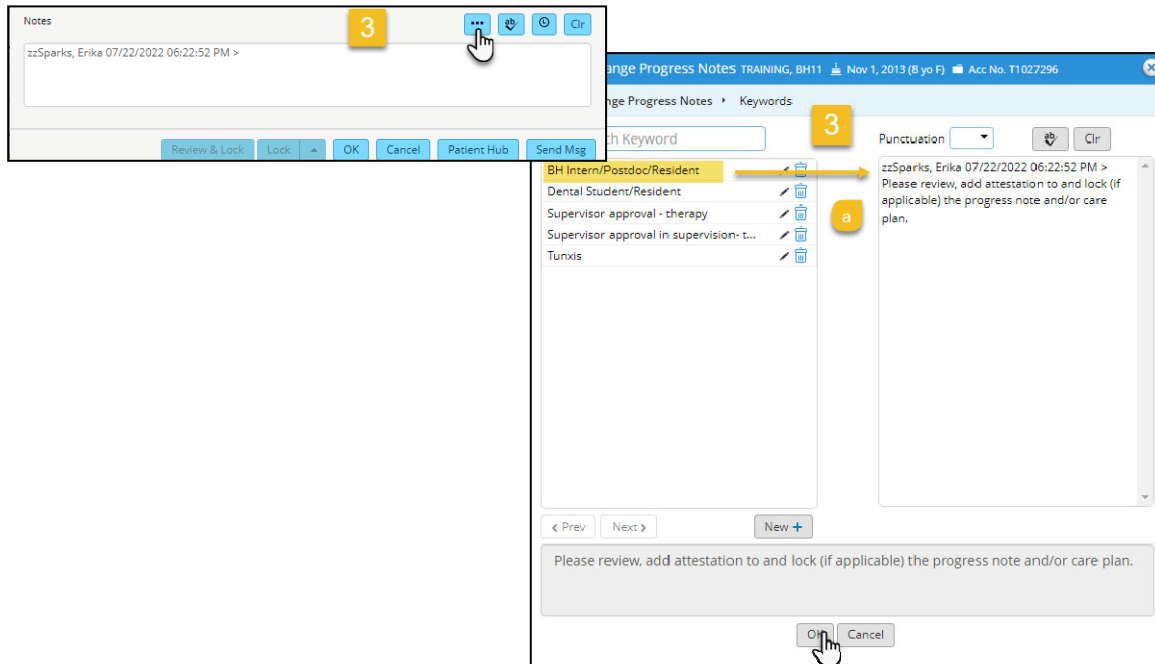 Notes
3
Clr
zzSparks, Erika 07/22/2022 06:22:52 PM >
Review & Lock Lock OK Cancel Patient Hub Send Msg
ange Progress Notes TRAINING, BH11 Nov 1, 2013 (8 yo F) Acc No. T1027296
nge Progress Notes Keywords
ch Keyword
3
Punctuation
Clr
BH Intern/Postdoc/Resident
Dental Student/Resident
Supervisor approval - therapy
Supervisor approval in supervision- t...
Tunxis
a
zzSparks, Erika 07/22/2022 06:22:52 PM >
Please review, add attestation to and lock (if
applicable) the progress note and/or care
plan.
Prev Next New +
Please review, add attestation to and lock (if applicable) the progress note and/or care plan.
OK Cancel